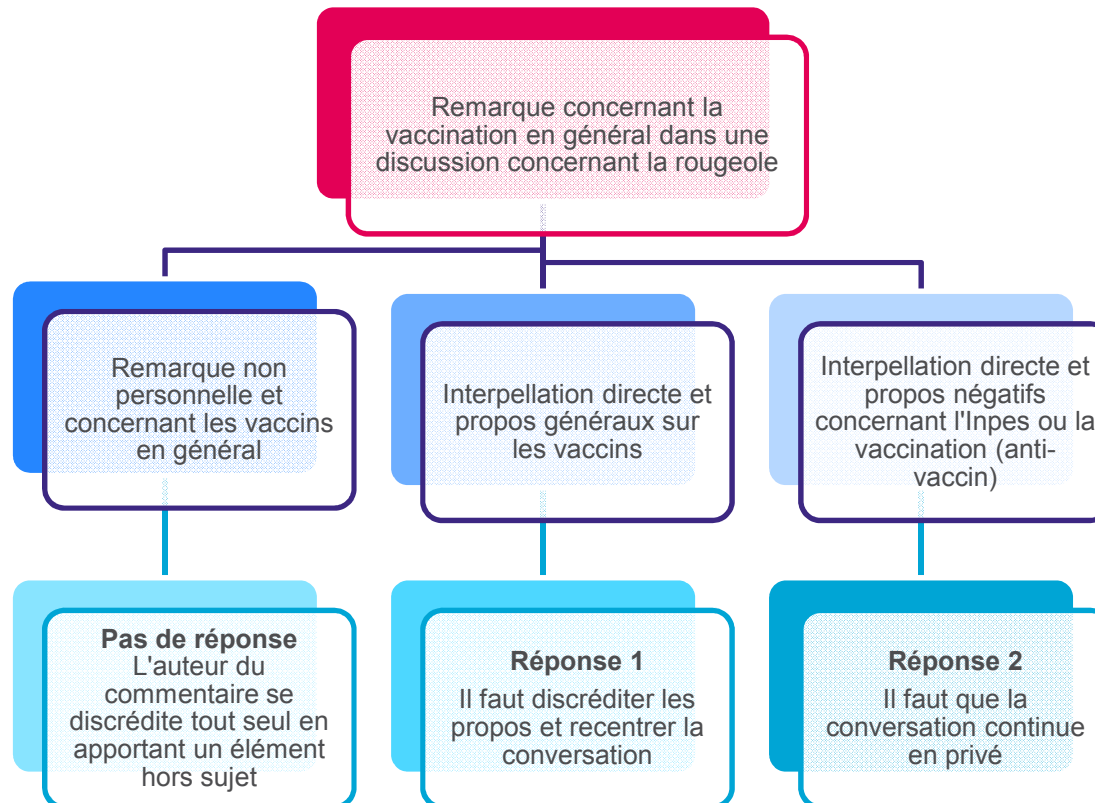 Remarque concernant la
vaccination en général dans une
discussion concernant la rougeole
Remarque non
personnelle et
concernant les vaccins
en général
Interpellation directe et
propos généraux sur
les vaccins
Interpellation directe et
propos négatifs
concernant l'Inpes ou la
vaccination (anti-
vaccin)
Pas de réponse
L'auteur du
commentaire se
discrédite tout seul en
apportant un élément
hors sujet
Réponse 1
Il faut discréditer les
propos et recentrer la
conversation
Réponse 2
Il faut que la
conversation continue
en privé